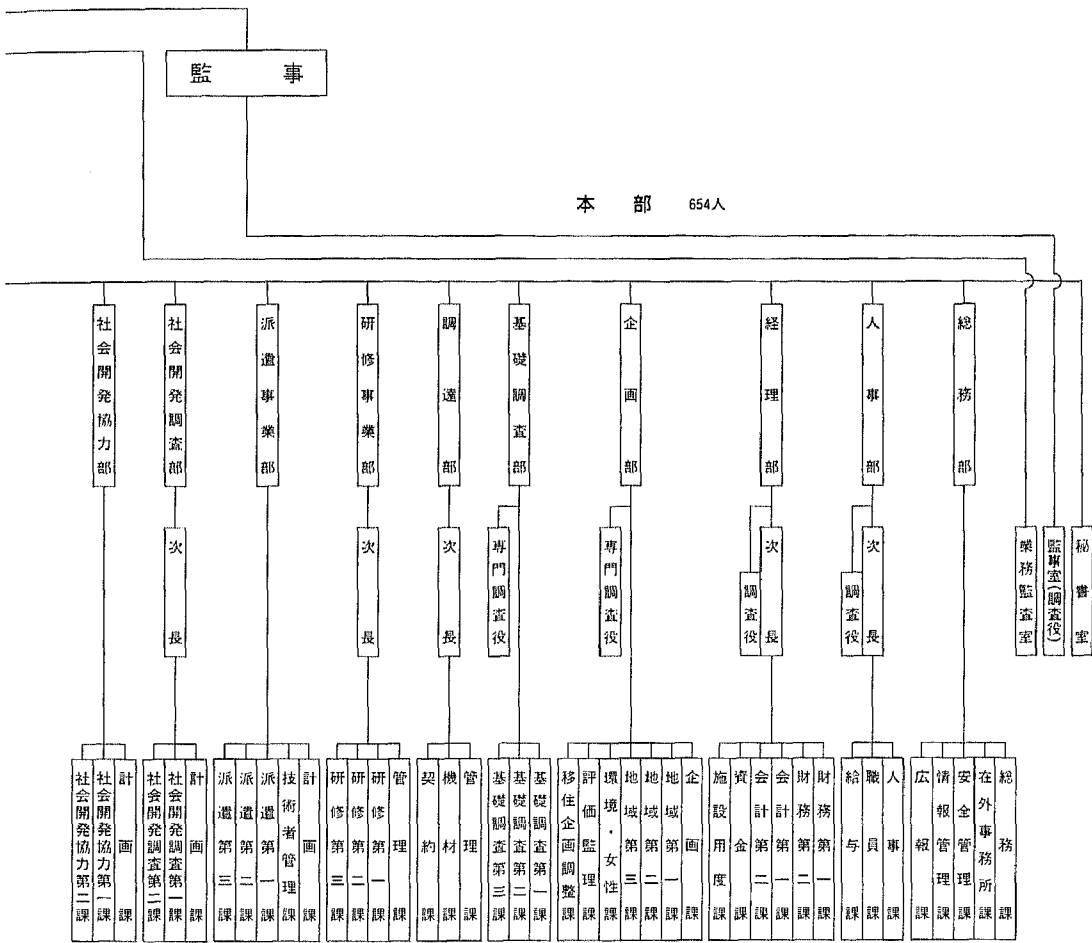 監事
本部 654人
秘書室
監事室(調査役)
業務監査室
総務部
人事部
経理部
企画部
基礎調査部
調達部
研修事業部
派遣事業部
社会開発調査部
社会開発協力部
次長
調査役
次長
調査役
専門調査役
専門調査役
次長
次長
次長
総務課
在外事務所課
安全管理課
情報管理課
広報課
人事課
職員課
給与課
財務第一課
財務第二課
会計第一課
会計第二課
資金課
施設用度課
企画課
地域第一課
地域第二課
地域第三課
環境・女性課
評価監理課
移住企画調整課
基礎調査第一課
基礎調査第二課
基礎調査第三課
管理課
機材課
契約課
管理課
研修第一課
研修第二課
研修第三課
計画課
技術者管理課
派遣第一課
派遣第二課
派遣第三課
計画課
社会開発調査第一課
社会開発調査第二課
計画課
社会開発協力第一課
社会開発協力第二課